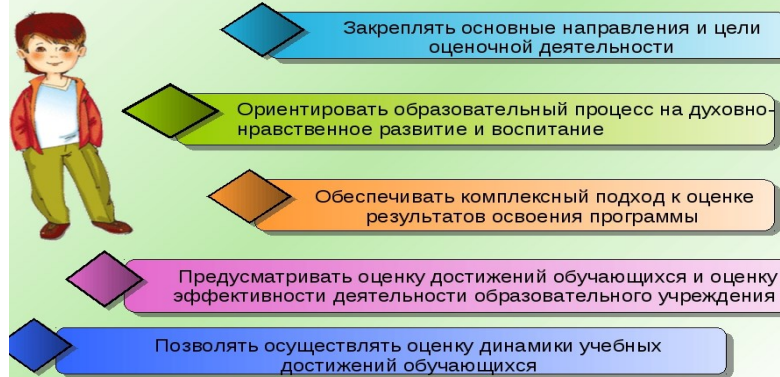 Закреплять основные направления и цели
оценочной деятельности
Ориентировать образовательный процесс на духовно-
нравственное развитие и воспитание
Обеспечивать комплексный подход к оценке
результатов освоения программы
Предусматривать оценку достижений обучающихся и оценку
эффективности деятельности образовательного учреждения
Позволять осуществлять оценку динамики учебных
достижений обучающихся